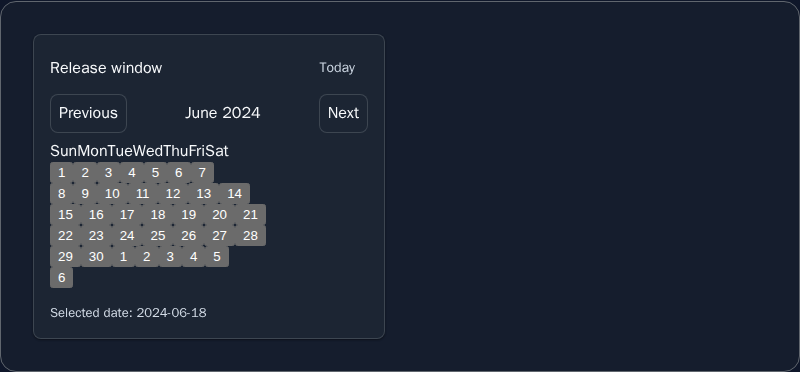 Release window Today
Previous June 2024 Next
SunMonTueWedThuFriSat
1 2 3 4 5 6 7
8 9 10 11 12 13 14
15 16 17 18 19 20 21
22 23 24 25 26 27 28
29 30 1 2 3 4 5
6
Selected date: 2024-06-18